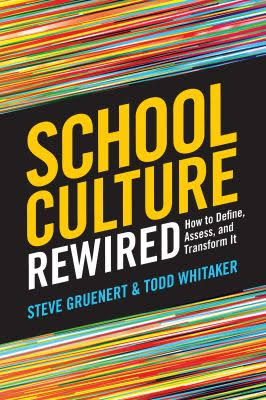 SCHOOL
CULTURE
REWIRED
How to Define,
Assess, and
Transform It
STEVE GRUENERT & TODD WHITAKER